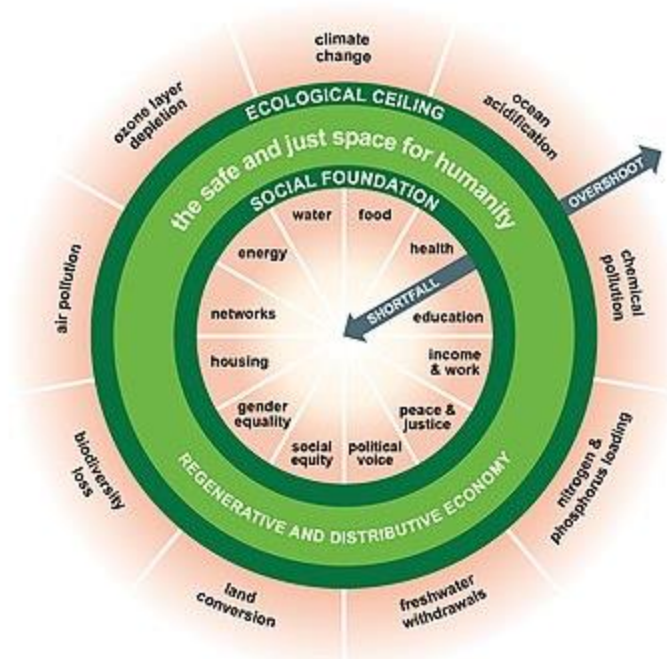 climate
change
ocean
acidification
chemical
pollution
nitrogen &
phosphorus loading
freshwater
withdrawals
land
conversion
biodiversity
loss
air pollution
ozone layer
depletion
OVERSHOOT
ECOLOGICAL CEILING
the safe and just space for humanity
SOCIAL FOUNDATION
water
food
health
SHORTFALL
education
income
& work
peace &
justice
political
voice
social
equity
gender
equality
housing
networks
energy
REGENERATIVE AND DISTRIBUTIVE ECONOMY